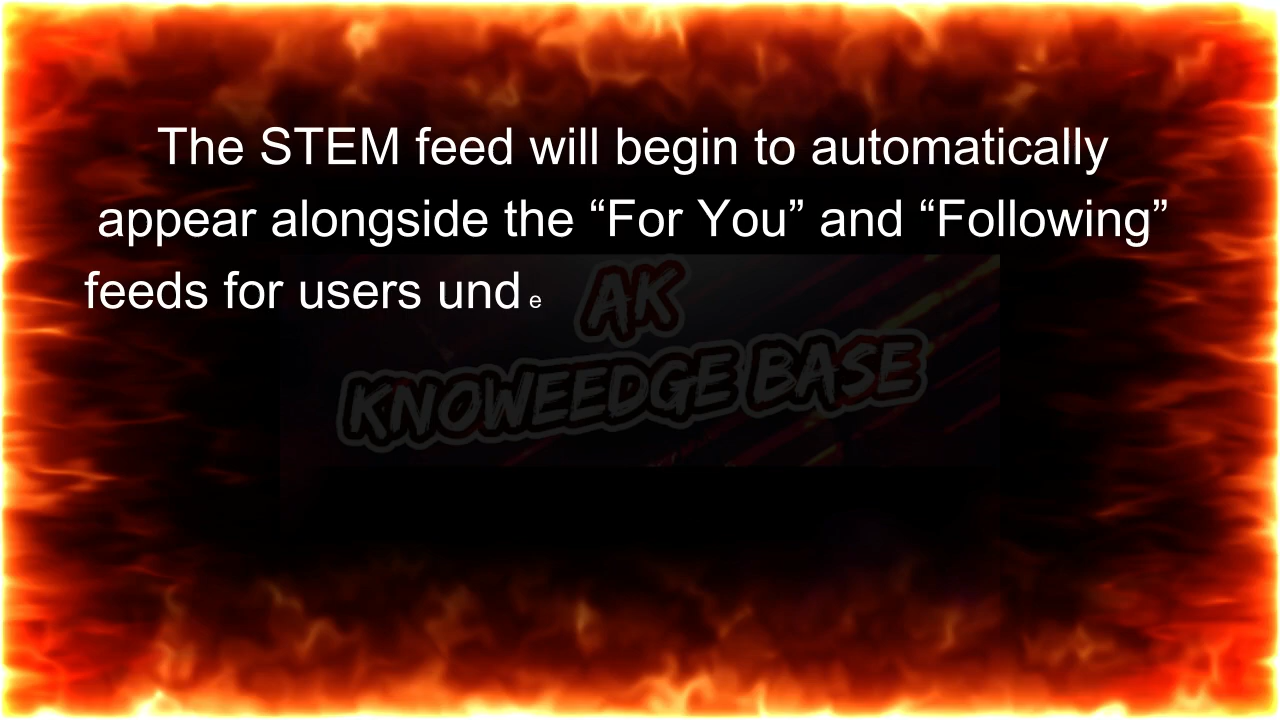 The STEM feed will begin to automatically
appear alongside the “For You” and “Following”
feeds for users unde
AK
KNOWEEDGE BASE